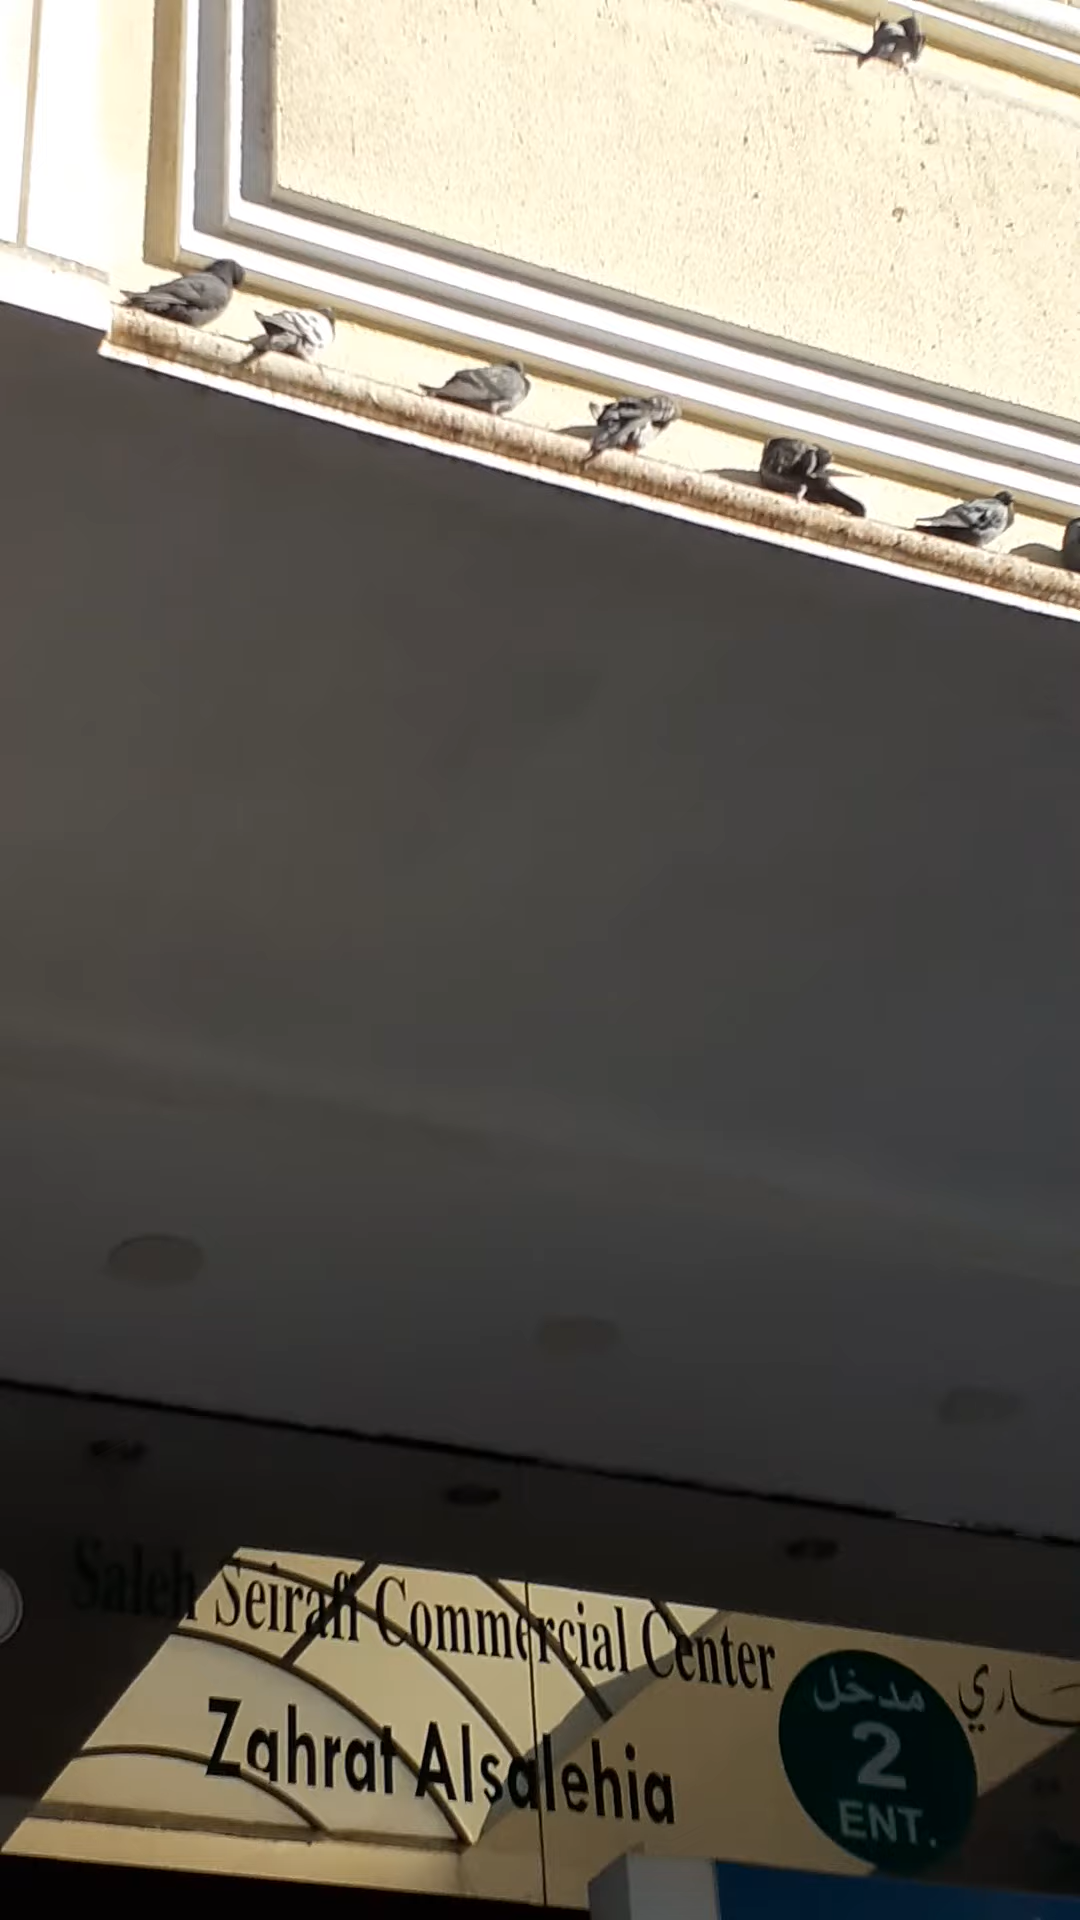 Saleh Seirafi Commercial Center
Zahrat Alsalehia
مدخل
2
ENT.